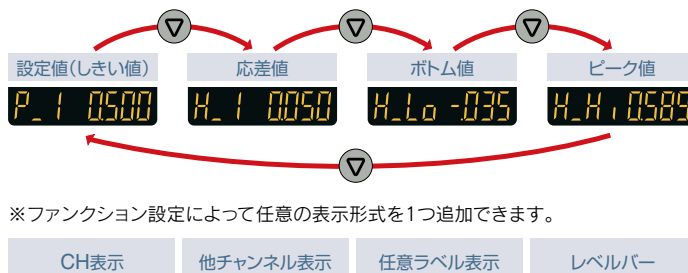 設定値(しきい値) 応差値 ボトム値 ピーク値
P_1 0.500 H_1 0.050 H_Lo -.035 H_Hi 0.585
※ファンクション設定によって任意の表示形式を1つ追加できます。
CH表示 他チャンネル表示 任意ラベル表示 レベルバー